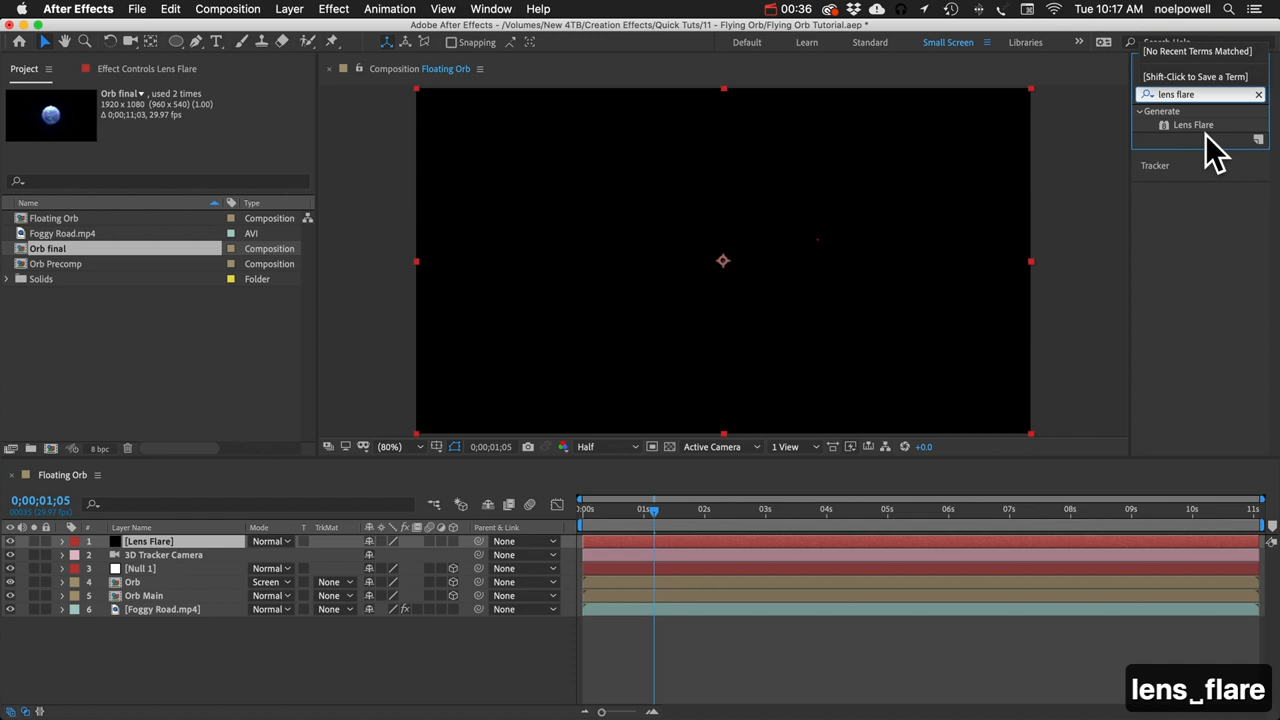 After Effects File Edit Composition Layer Effect Animation View Window Help 00:36 Tue 10:17 AM noelpowell
Adobe After Effects - /Volumes/New 4TB/Creation Effects/Quick Tuts/11 - Flying Orb/Flying Orb Tutorial.aep *
Snapping Default Learn Standard Small Screen Libraries Search Help
[No Recent Terms Matched]
[Shift-Click to Save a Term]
lens flare
Generate
Lens Flare
Tracker
Project Effect Controls Lens Flare
Composition Floating Orb
Orb final , used 2 times
1920 x 1080 (960 x 540) (1.00)
Δ 0;00;11;03, 29.97 fps
Name Type
Floating Orb Composition
Foggy Road.mp4 AVI
Orb final Composition
Orb Precomp Composition
Solids Folder
8 bpc
(80%) 0;00;01;05 Half Active Camera 1 View +0.0
Floating Orb
0;00;01;05
00035 (29.97 fps)
:00s 01s 02s 03s 04s 05s 06s 07s 08s 09s 10s 11s
# Layer Name Mode T TrkMat Parent & Link
1 [Lens Flare] Normal None
2 3D Tracker Camera None
3 [Null 1] Normal None
4 Orb Screen None None
5 Orb Main Normal None None
6 [Foggy Road.mp4] Normal None None
lens_flare